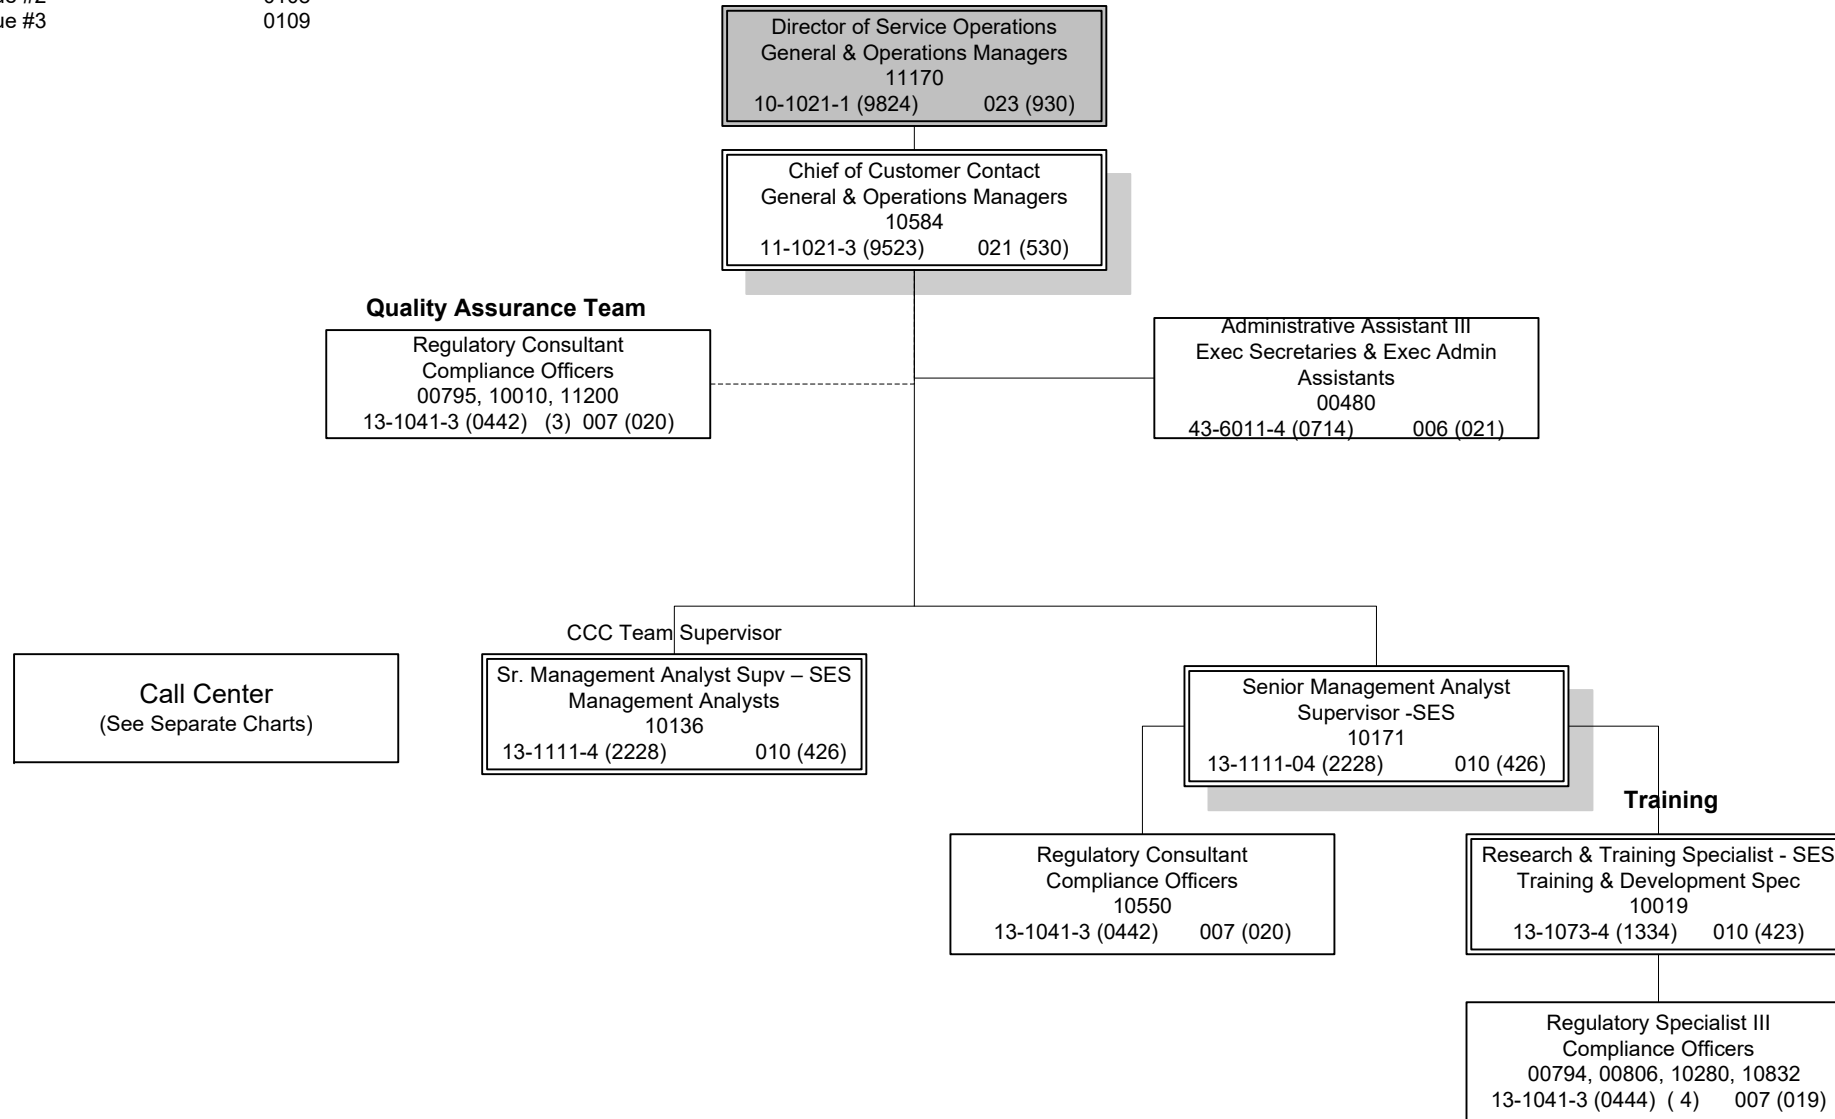 ue #3 0109
Director of Service Operations
General & Operations Managers
11170
10-1021-1 (9824) 023 (930)
Chief of Customer Contact
General & Operations Managers
10584
11-1021-3 (9523) 021 (530)
Quality Assurance Team
Regulatory Consultant
Compliance Officers
00795, 10010, 11200
13-1041-3 (0442) (3) 007 (020)
Administrative Assistant III
Exec Secretaries & Exec Admin
Assistants
00480
43-6011-4 (0714) 006 (021)
Call Center
(See Separate Charts)
CCC Team Supervisor
Sr. Management Analyst Supv – SES
Management Analysts
10136
13-1111-4 (2228) 010 (426)
Senior Management Analyst
Supervisor -SES
10171
13-1111-04 (2228) 010 (426)
Regulatory Consultant
Compliance Officers
10550
13-1041-3 (0442) 007 (020)
Training
Research & Training Specialist - SES
Training & Development Spec
10019
13-1073-4 (1334) 010 (423)
Regulatory Specialist III
Compliance Officers
00794, 00806, 10280, 10832
13-1041-3 (0444) ( 4) 007 (019)